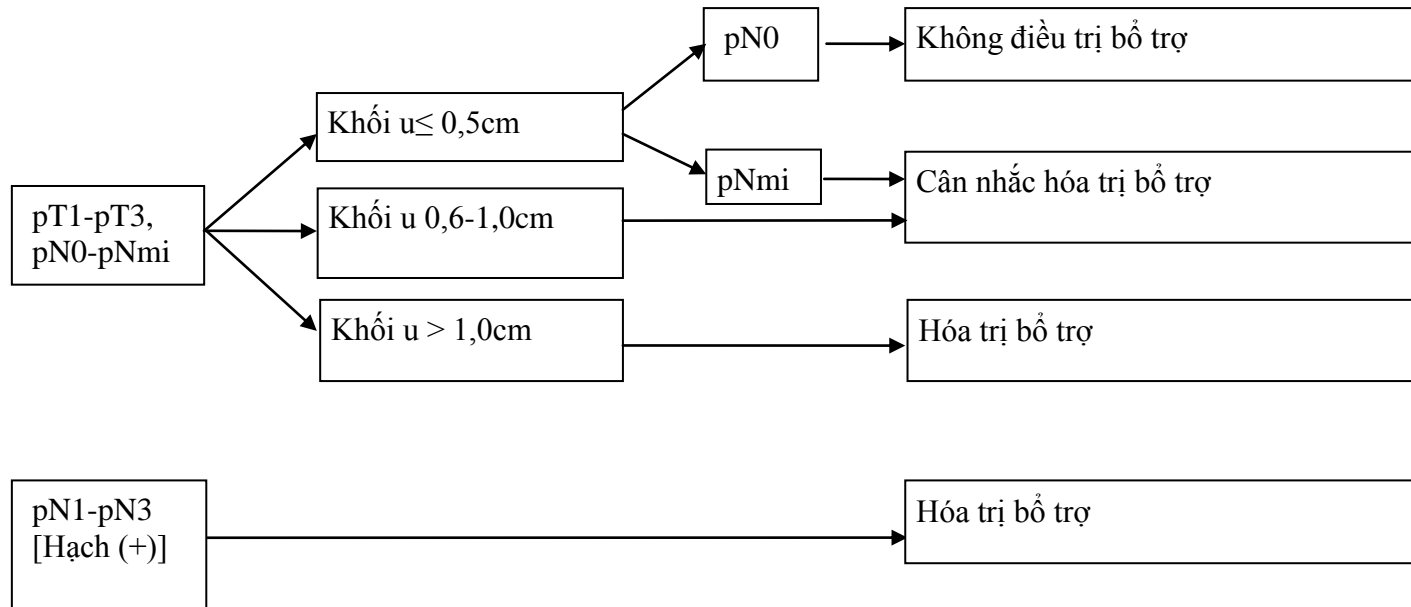 pN0
Không điều trị bổ trợ
Khối u≤ 0,5cm
pNmi
Cân nhắc hóa trị bổ trợ
pT1-pT3,
pN0-pNmi
Khối u 0,6-1,0cm
Khối u > 1,0cm
Hóa trị bổ trợ
pN1-pN3
[Hạch (+)]
Hóa trị bổ trợ